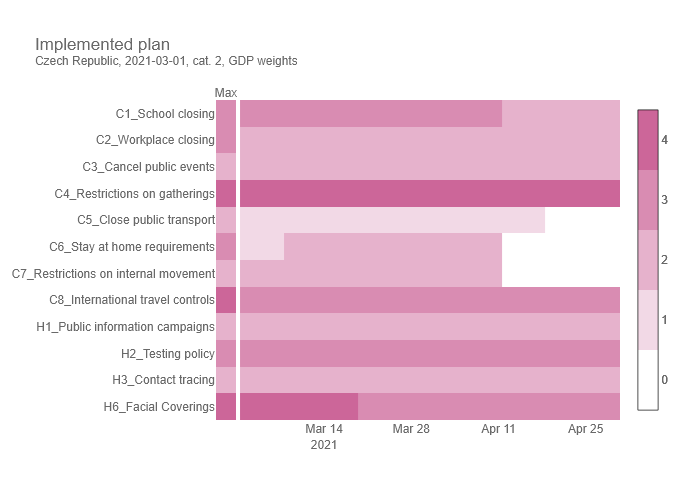 Implemented plan
Czech Republic, 2021-03-01, cat. 2, GDP weights
Max
C1_School closing
C2_Workplace closing
C3_Cancel public events
C4_Restrictions on gatherings
C5_Close public transport
C6_Stay at home requirements
C7_Restrictions on internal movement
C8_International travel controls
H1_Public information campaigns
H2_Testing policy
H3_Contact tracing
H6_Facial Coverings
Mar 14
2021
Mar 28
Apr 11
Apr 25
4
3
2
1
0